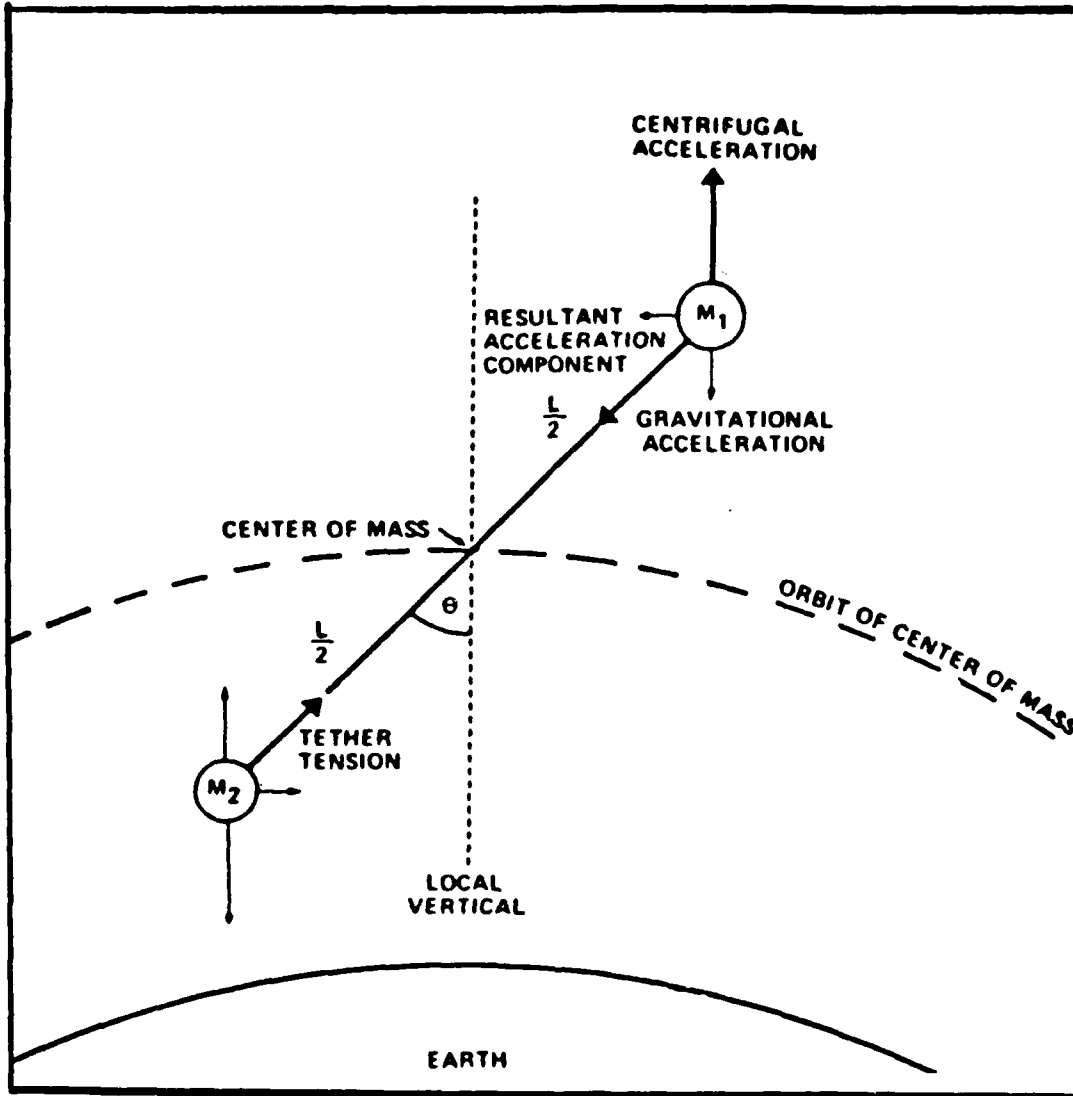 CENTRIFUGAL
ACCELERATION
M1
RESULTANT
ACCELERATION
COMPONENT
L
2
GRAVITATIONAL
ACCELERATION
CENTER OF MASS
θ
ORBIT OF CENTER OF MASS
L
2
TETHER
TENSION
M2
LOCAL
VERTICAL
EARTH